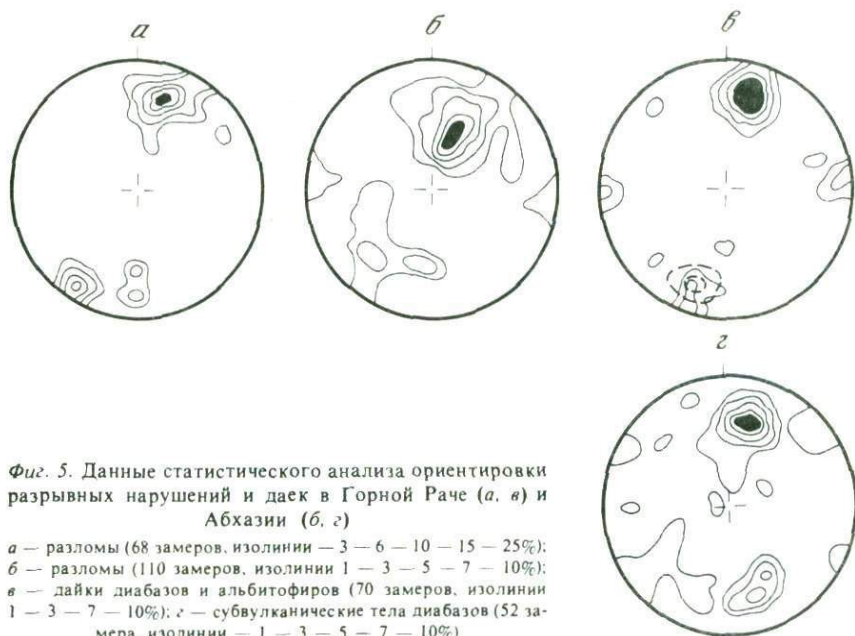 а
б
в
г
Фиг. 5. Данные статистического анализа ориентировки
разрывных нарушений и даек в Горной Раче (а, в) и
Абхазии (б, г)
а — разломы (68 замеров, изолинии — 3 — 6 — 10 — 15 — 25%);
б — разломы (110 замеров, изолинии 1 — 3 — 5 — 7 — 10%);
в — дайки диабазов и альбитофиров (70 замеров, изолинии
1 — 3 — 7 — 10%); г — субвулканические тела диабазов (52 за-
мера, изолинии — 1 — 3 — 5 — 7 — 10%)